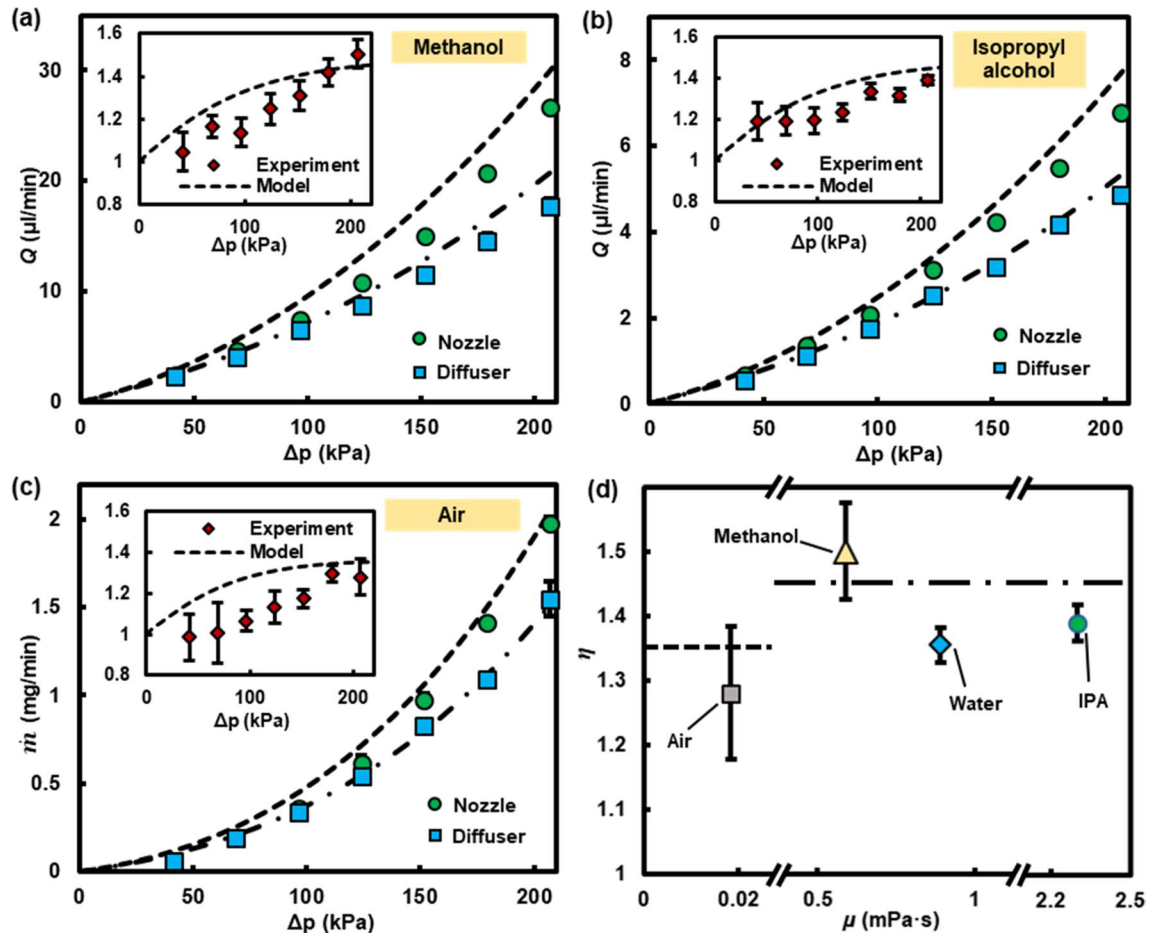 (a)
Methanol
1.6
1.4
1.2
1
0.8
Experiment
Model
0
100
200
Δp (kPa)
30
20
10
0
Q (µl/min)
Nozzle
Diffuser
0
50
100
150
200
Δp (kPa)
(b)
Isopropyl
alcohol
1.6
1.4
1.2
1
0.8
Experiment
Model
0
100
200
Δp (kPa)
8
6
4
2
0
Q (µl/min)
Nozzle
Diffuser
0
50
100
150
200
Δp (kPa)
(c)
Air
1.6
1.4
1.2
1
0.8
Experiment
Model
0
100
200
Δp (kPa)
2
1.5
1
0.5
0
ṁ (mg/min)
Nozzle
Diffuser
0
50
100
150
200
Δp (kPa)
(d)
1.5
1.4
1.3
1.2
1.1
1
η
Methanol
Air
Water
IPA
0
0.02
0.5
1
2.2
2.5
µ (mPa·s)